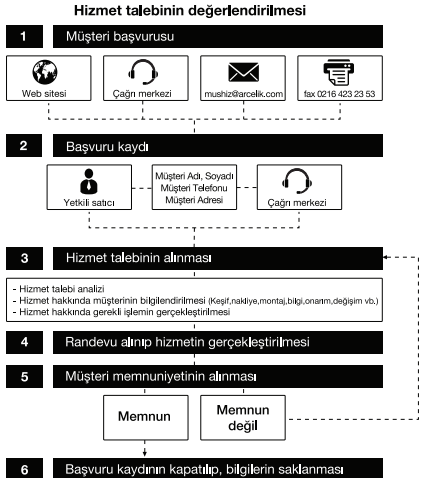 Hizmet talebinin değerlendirilmesi
1 Müşteri başvurusu
Web sitesi
Çağrı merkezi
mushiz@arcelik.com
fax 0216 423 23 53
2 Başvuru kaydı
Yetkili satıcı
Müşteri Adı, Soyadı
Müşteri Telefonu
Müşteri Adresi
Çağrı merkezi
3 Hizmet talebinin alınması
- Hizmet talebi analizi
- Hizmet hakkında müşterinin bilgilendirilmesi (Keşif,nakliye,montaj,bilgi,onarım,değişim vb.)
- Hizmet hakkında gerekli işlemin gerçekleştirilmesi
4 Randevu alınıp hizmetin gerçekleştirilmesi
5 Müşteri memnuniyetinin alınması
Memnun
Memnun
değil
6 Başvuru kaydının kapatılıp, bilgilerin saklanması